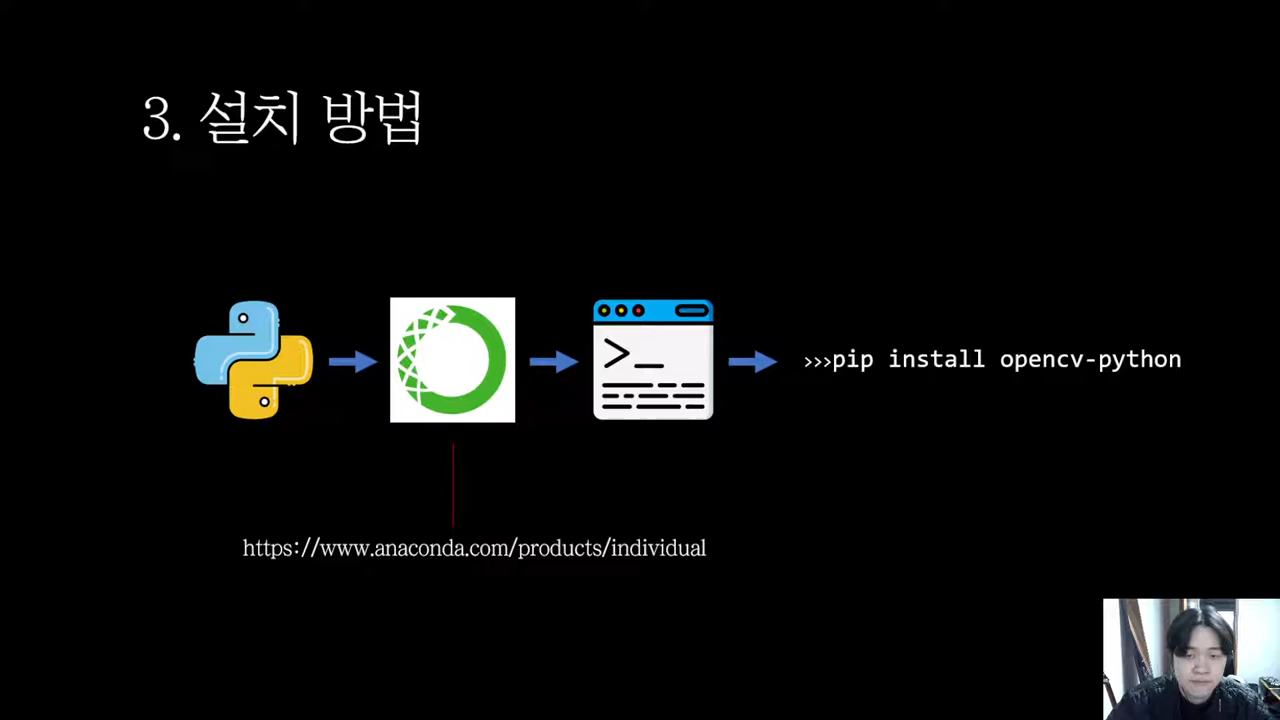 3. 설치 방법
>_
>>>pip install opencv-python
https://www.anaconda.com/products/individual